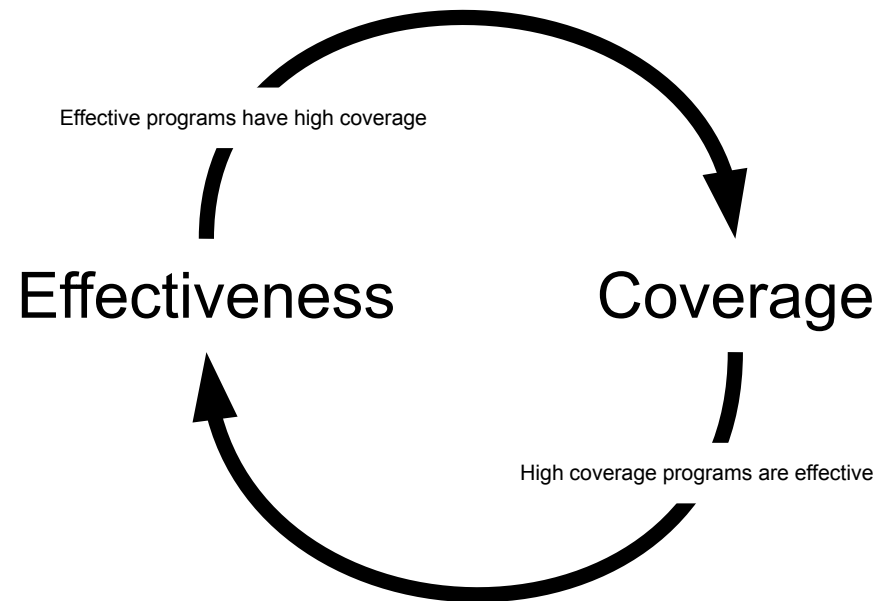 Effective programs have high coverage
Effectiveness
Coverage
High coverage programs are effective